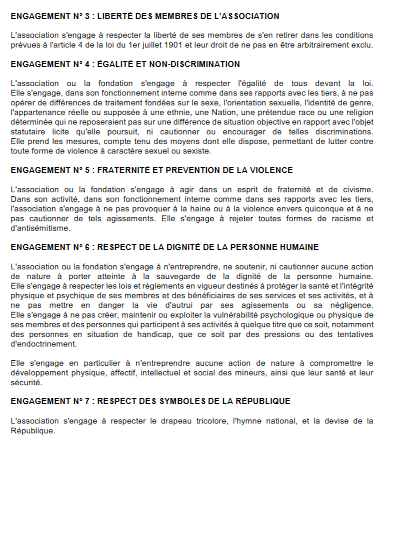 ENGAGEMENT N° 3 : LIBERTÉ DES MEMBRES DE L'ASSOCIATION
L'association s'engage à respecter la liberté de ses membres de s'en retirer dans les conditions
prévues à l'article 4 de la loi du 1er juillet 1901 et leur droit de ne pas en être arbitrairement exclu.
ENGAGEMENT N° 4 : ÉGALITÉ ET NON-DISCRIMINATION
L'association ou la fondation s'engage à respecter l'égalité de tous devant la loi.
Elle s'engage, dans son fonctionnement interne comme dans ses rapports avec les tiers, à ne pas
opérer de différences de traitement fondées sur le sexe, l'orientation sexuelle, l'identité de genre,
l'appartenance réelle ou supposée à une ethnie, une Nation, une prétendue race ou une religion
déterminée qui ne reposeraient pas sur une différence de situation objective en rapport avec l'objet
statutaire licite qu'elle poursuit, ni cautionner ou encourager de telles discriminations.
Elle prend les mesures, compte tenu des moyens dont elle dispose, permettant de lutter contre
toute forme de violence à caractère sexuel ou sexiste.
ENGAGEMENT N° 5 : FRATERNITÉ ET PREVENTION DE LA VIOLENCE
L'association ou la fondation s'engage à agir dans un esprit de fraternité et de civisme.
Dans son activité, dans son fonctionnement interne comme dans ses rapports avec les tiers,
l'association s'engage à ne pas provoquer à la haine ou à la violence envers quiconque et à ne
pas cautionner de tels agissements. Elle s'engage à rejeter toutes formes de racisme et
d'antisémitisme.
ENGAGEMENT N° 6 : RESPECT DE LA DIGNITÉ DE LA PERSONNE HUMAINE
L'association ou la fondation s'engage à n'entreprendre, ne soutenir, ni cautionner aucune action
de nature à porter atteinte à la sauvegarde de la dignité de la personne humaine.
Elle s'engage à respecter les lois et règlements en vigueur destinés à protéger la santé et l'intégrité
physique et psychique de ses membres et des bénéficiaires de ses services et ses activités, et à
ne pas mettre en danger la vie d'autrui par ses agissements ou sa négligence.
Elle s'engage à ne pas créer, maintenir ou exploiter la vulnérabilité psychologique ou physique de
ses membres et des personnes qui participent à ses activités à quelque titre que ce soit, notamment
des personnes en situation de handicap, que ce soit par des pressions ou des tentatives
d'endoctrinement.
Elle s'engage en particulier à n'entreprendre aucune action de nature à compromettre le
développement physique, affectif, intellectuel et social des mineurs, ainsi que leur santé et leur
sécurité.
ENGAGEMENT N° 7 : RESPECT DES SYMBOLES DE LA RÉPUBLIQUE
L'association s'engage à respecter le drapeau tricolore, l'hymne national, et la devise de la
République.